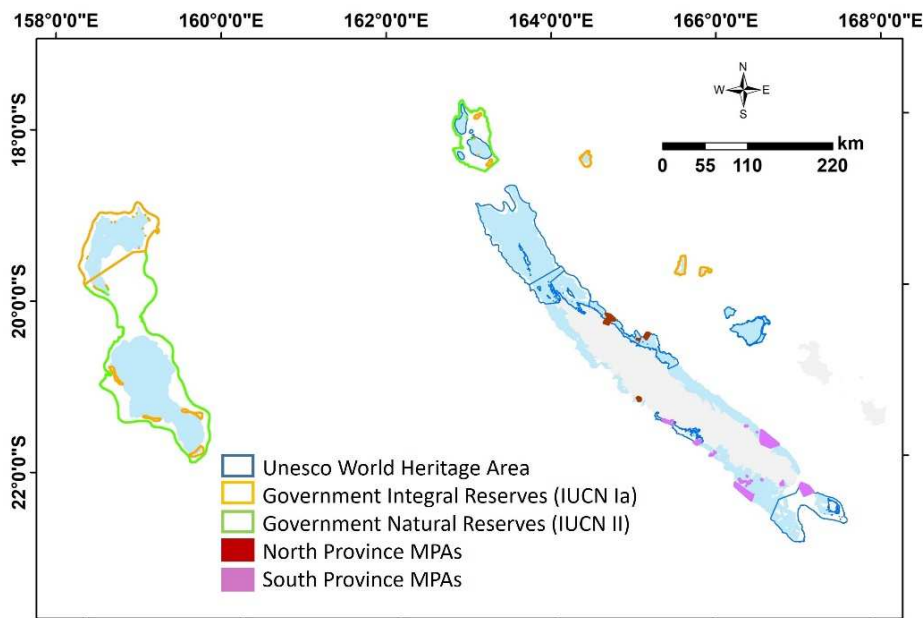 158°0'0"E 160°0'0"E 162°0'0"E 164°0'0"E 166°0'0"E 168°0'0"E
N
W E
S
km
0 55 110 220
18°0'0"S
20°0'0"S
22°0'0"S
Unesco World Heritage Area
Government Integral Reserves (IUCN Ia)
Government Natural Reserves (IUCN II)
North Province MPAs
South Province MPAs